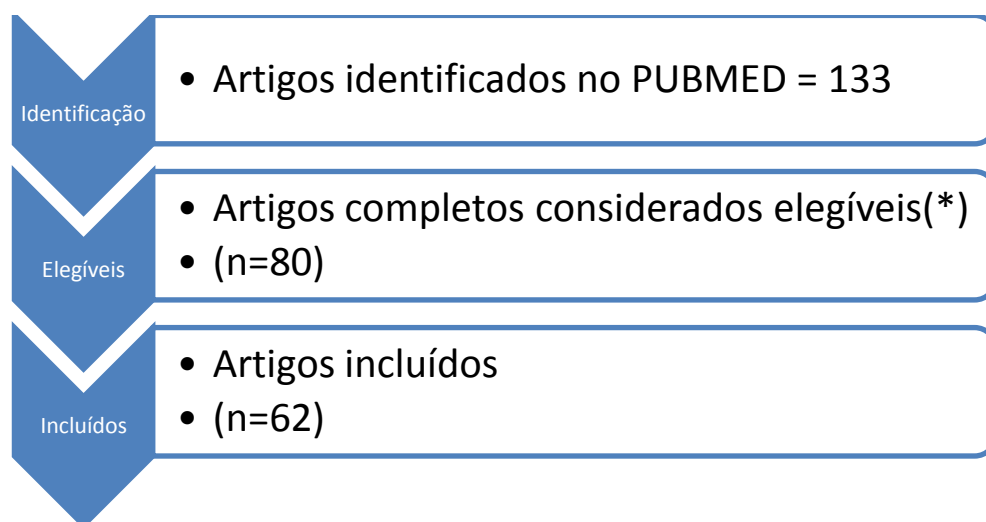 Identificação
• Artigos identificados no PUBMED = 133
Elegíveis
• Artigos completos considerados elegíveis(*)
• (n=80)
Incluídos
• Artigos incluídos
• (n=62)